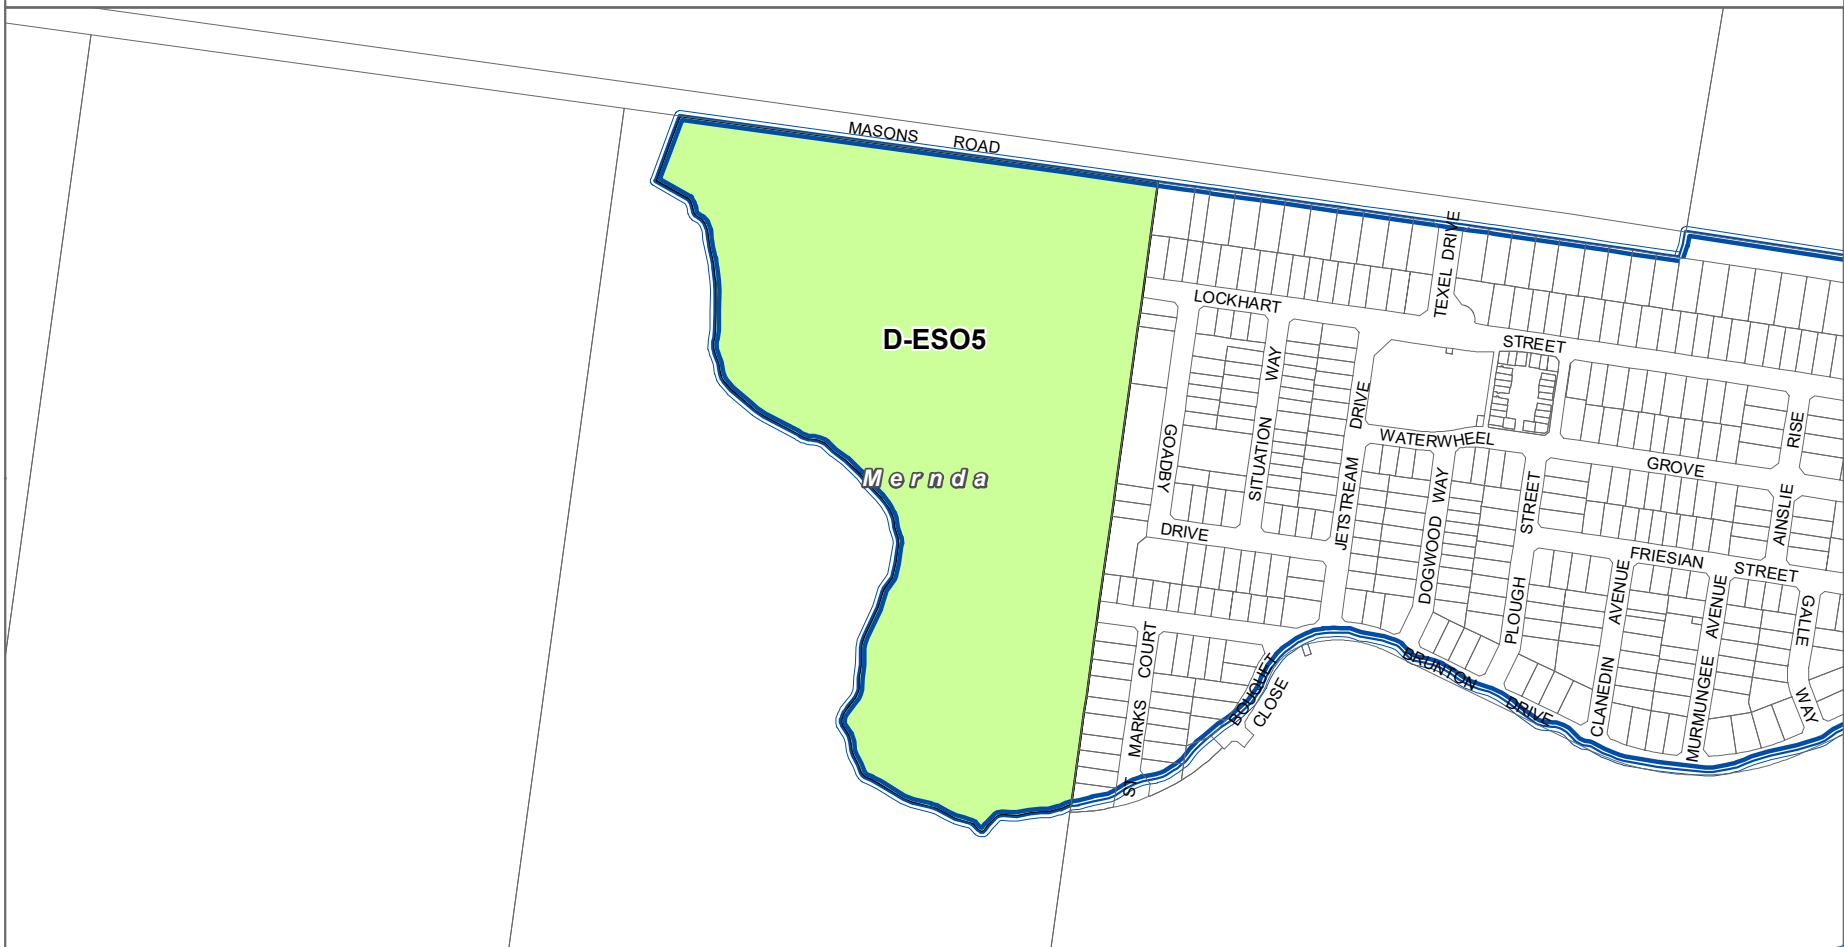 MASONS ROAD
TEXEL DRIVE
LOCKHART
STREET
D-ESO5
WAY
SITUATION
DRIVE
JETSTREAM
WATERWHEEL
GROVE
RISE
AINSLIE
GOADBY
DRIVE
Mernda
DOGWOOD WAY
STREET
PLOUGH
FRIESIAN
STREET
AVENUE
CLANEDIN
AVENUE
MURMUNGEE
GALLE
WAY
COURT
MARKS
ST
BOUQUET
CLOSE
BRUNTON
DRIVE